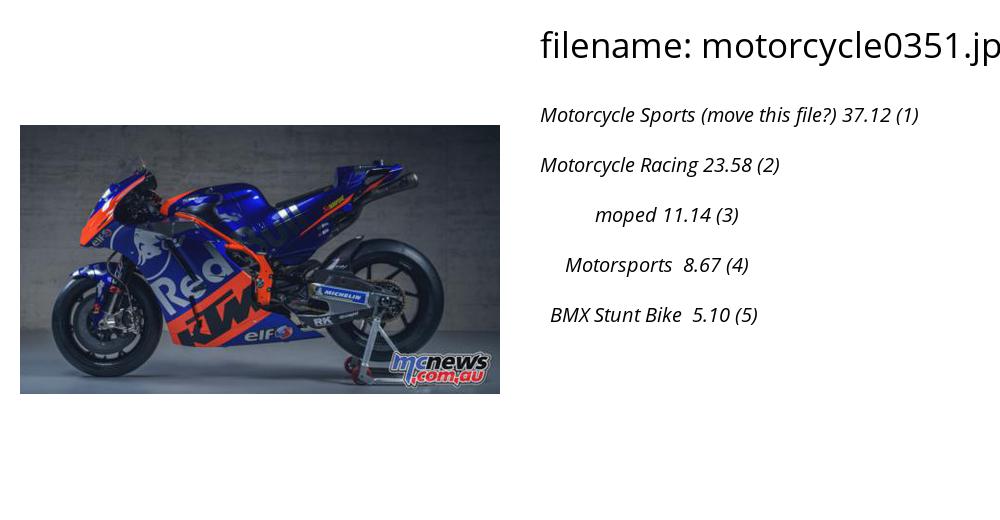 filename: motorcycle0351.jp
Motorcycle Sports (move this file?) 37.12 (1)
Motorcycle Racing 23.58 (2)
moped 11.14 (3)
Motorsports 8.67 (4)
BMX Stunt Bike 5.10 (5)
elf
Red
KTM
elf
MICHELIN
RK
mcnews
.com.au